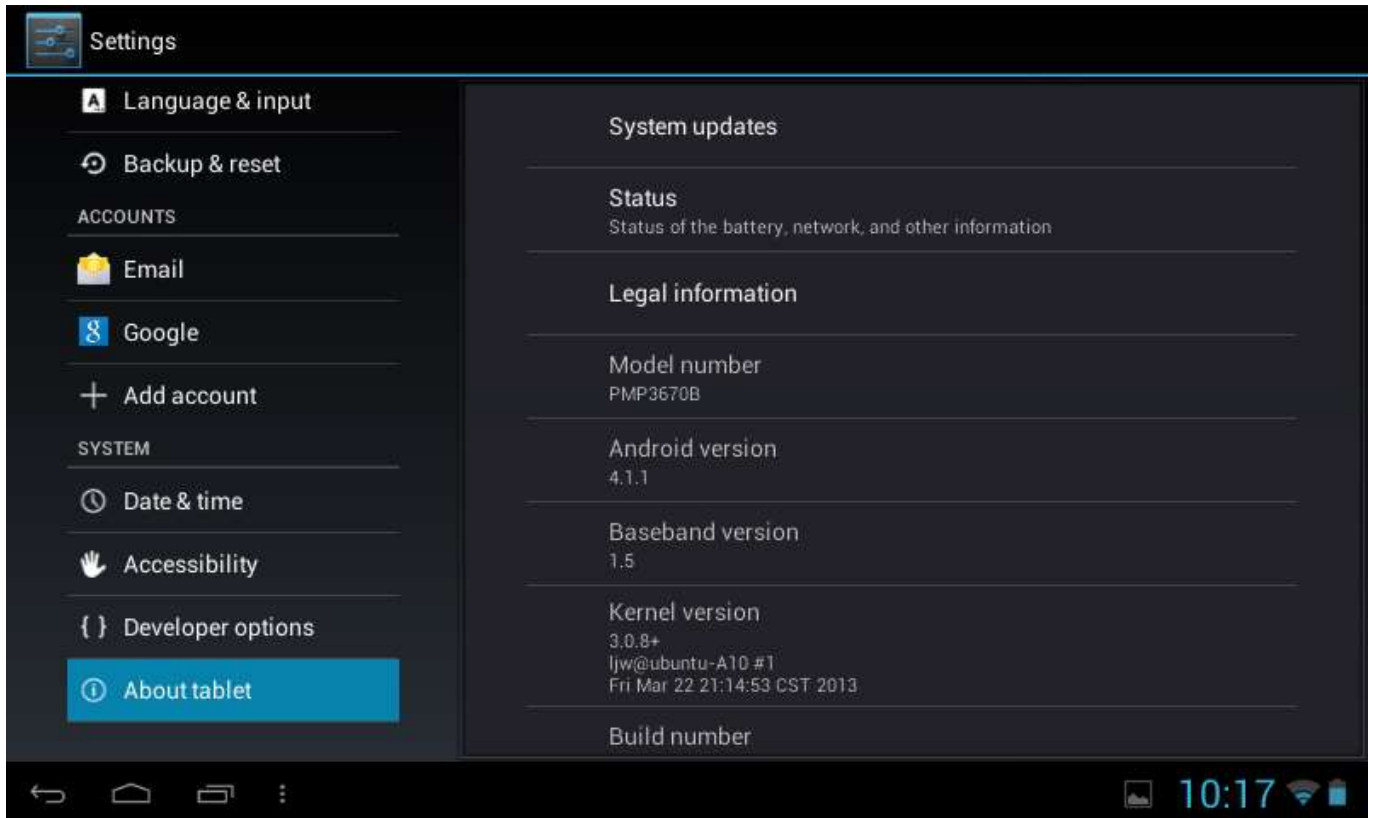 Settings
Language & input
Backup & reset
ACCOUNTS
Email
Google
Add account
SYSTEM
Date & time
Accessibility
{ } Developer options
About tablet
System updates
Status
Status of the battery, network, and other information
Legal information
Model number
PMP3670B
Android version
4.1.1
Baseband version
1.5
Kernel version
3.0.8+
ljw@ubuntu-A10 #1
Fri Mar 22 21:14:53 CST 2013
Build number
10:17